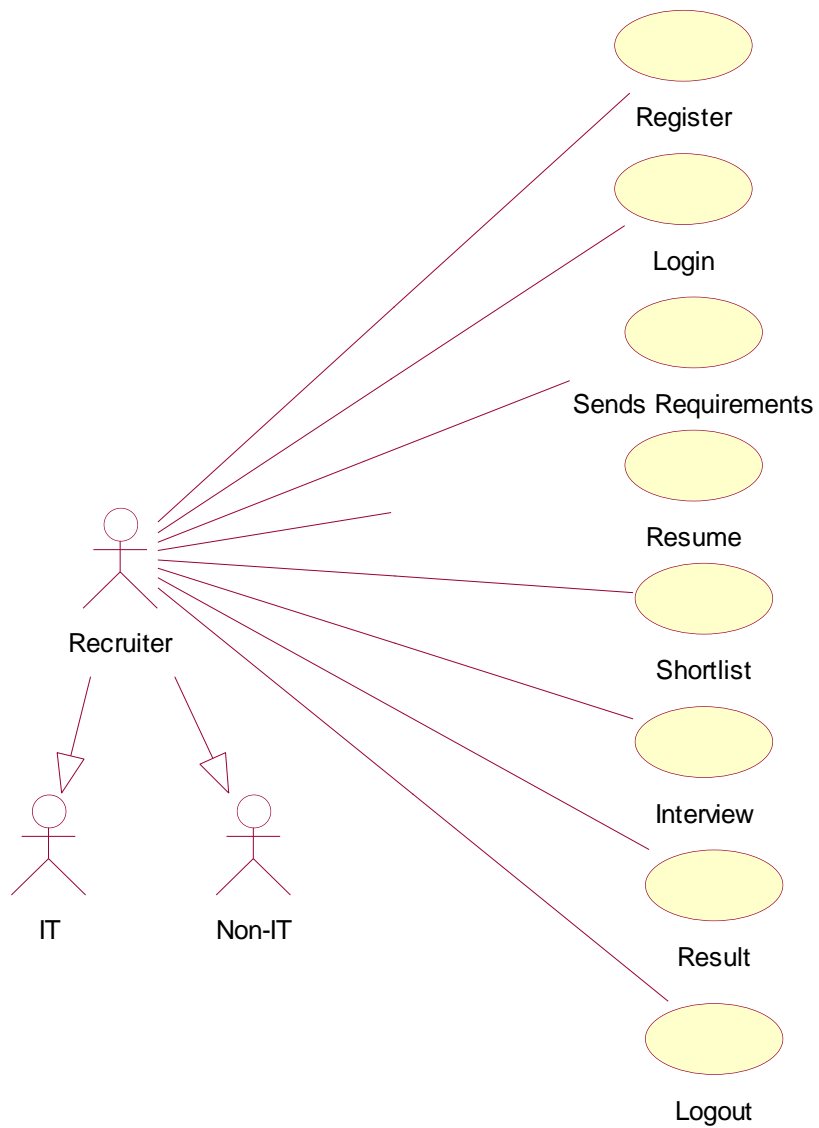 Register
Login
Sends Requirements
Resume
Recruiter
Shortlist
Interview
IT
Non-IT
Result
Logout